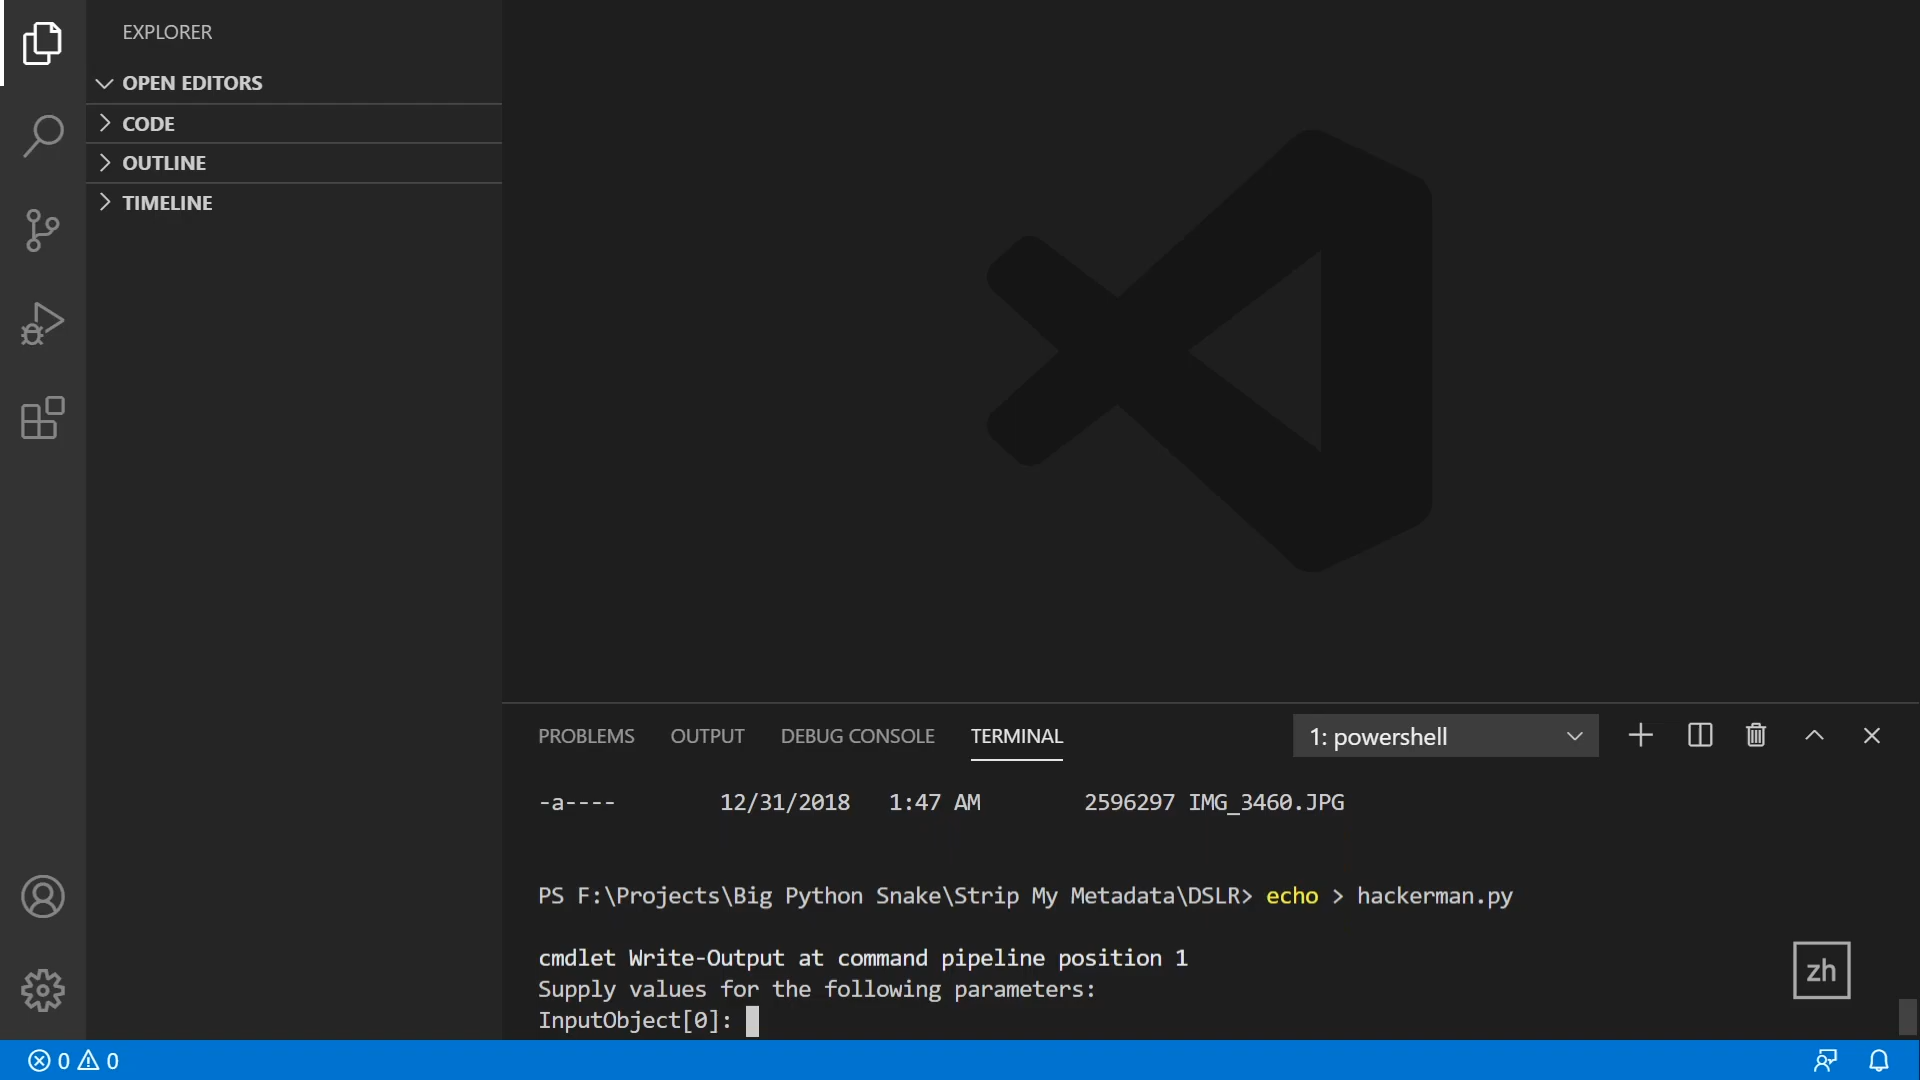 EXPLORER
OPEN EDITORS
CODE
OUTLINE
TIMELINE
PROBLEMS OUTPUT DEBUG CONSOLE TERMINAL 1: powershell
-a---- 12/31/2018 1:47 AM 2596297 IMG_3460.JPG
PS F:\Projects\Big Python Snake\Strip My Metadata\DSLR> echo > hackerman.py
cmdlet Write-Output at command pipeline position 1
Supply values for the following parameters:
InputObject[0]:
zh
0 0